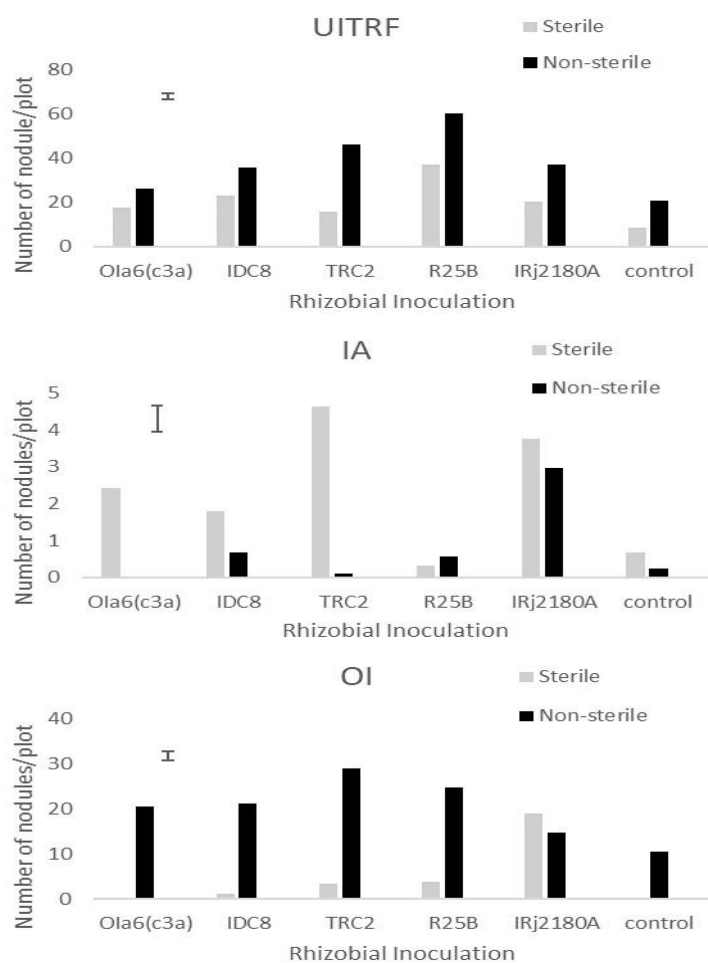 UITRF
Sterile
Non-sterile
Number of nodule/plot
80
60
40
20
0
Ola6(c3a) IDC8 TRC2 R25B IRj2180A control
Rhizobial Inoculation
IA
Sterile
Non-sterile
Number of nodules/plot
5
4
3
2
1
0
Ola6(c3a) IDC8 TRC2 R25B IRj2180A control
Rhizobial Inoculation
OI
Sterile
Non-sterile
Number of nodules/plot
40
30
20
10
0
Ola6(c3a) IDC8 TRC2 R25B IRj2180A control
Rhizobial Inoculation